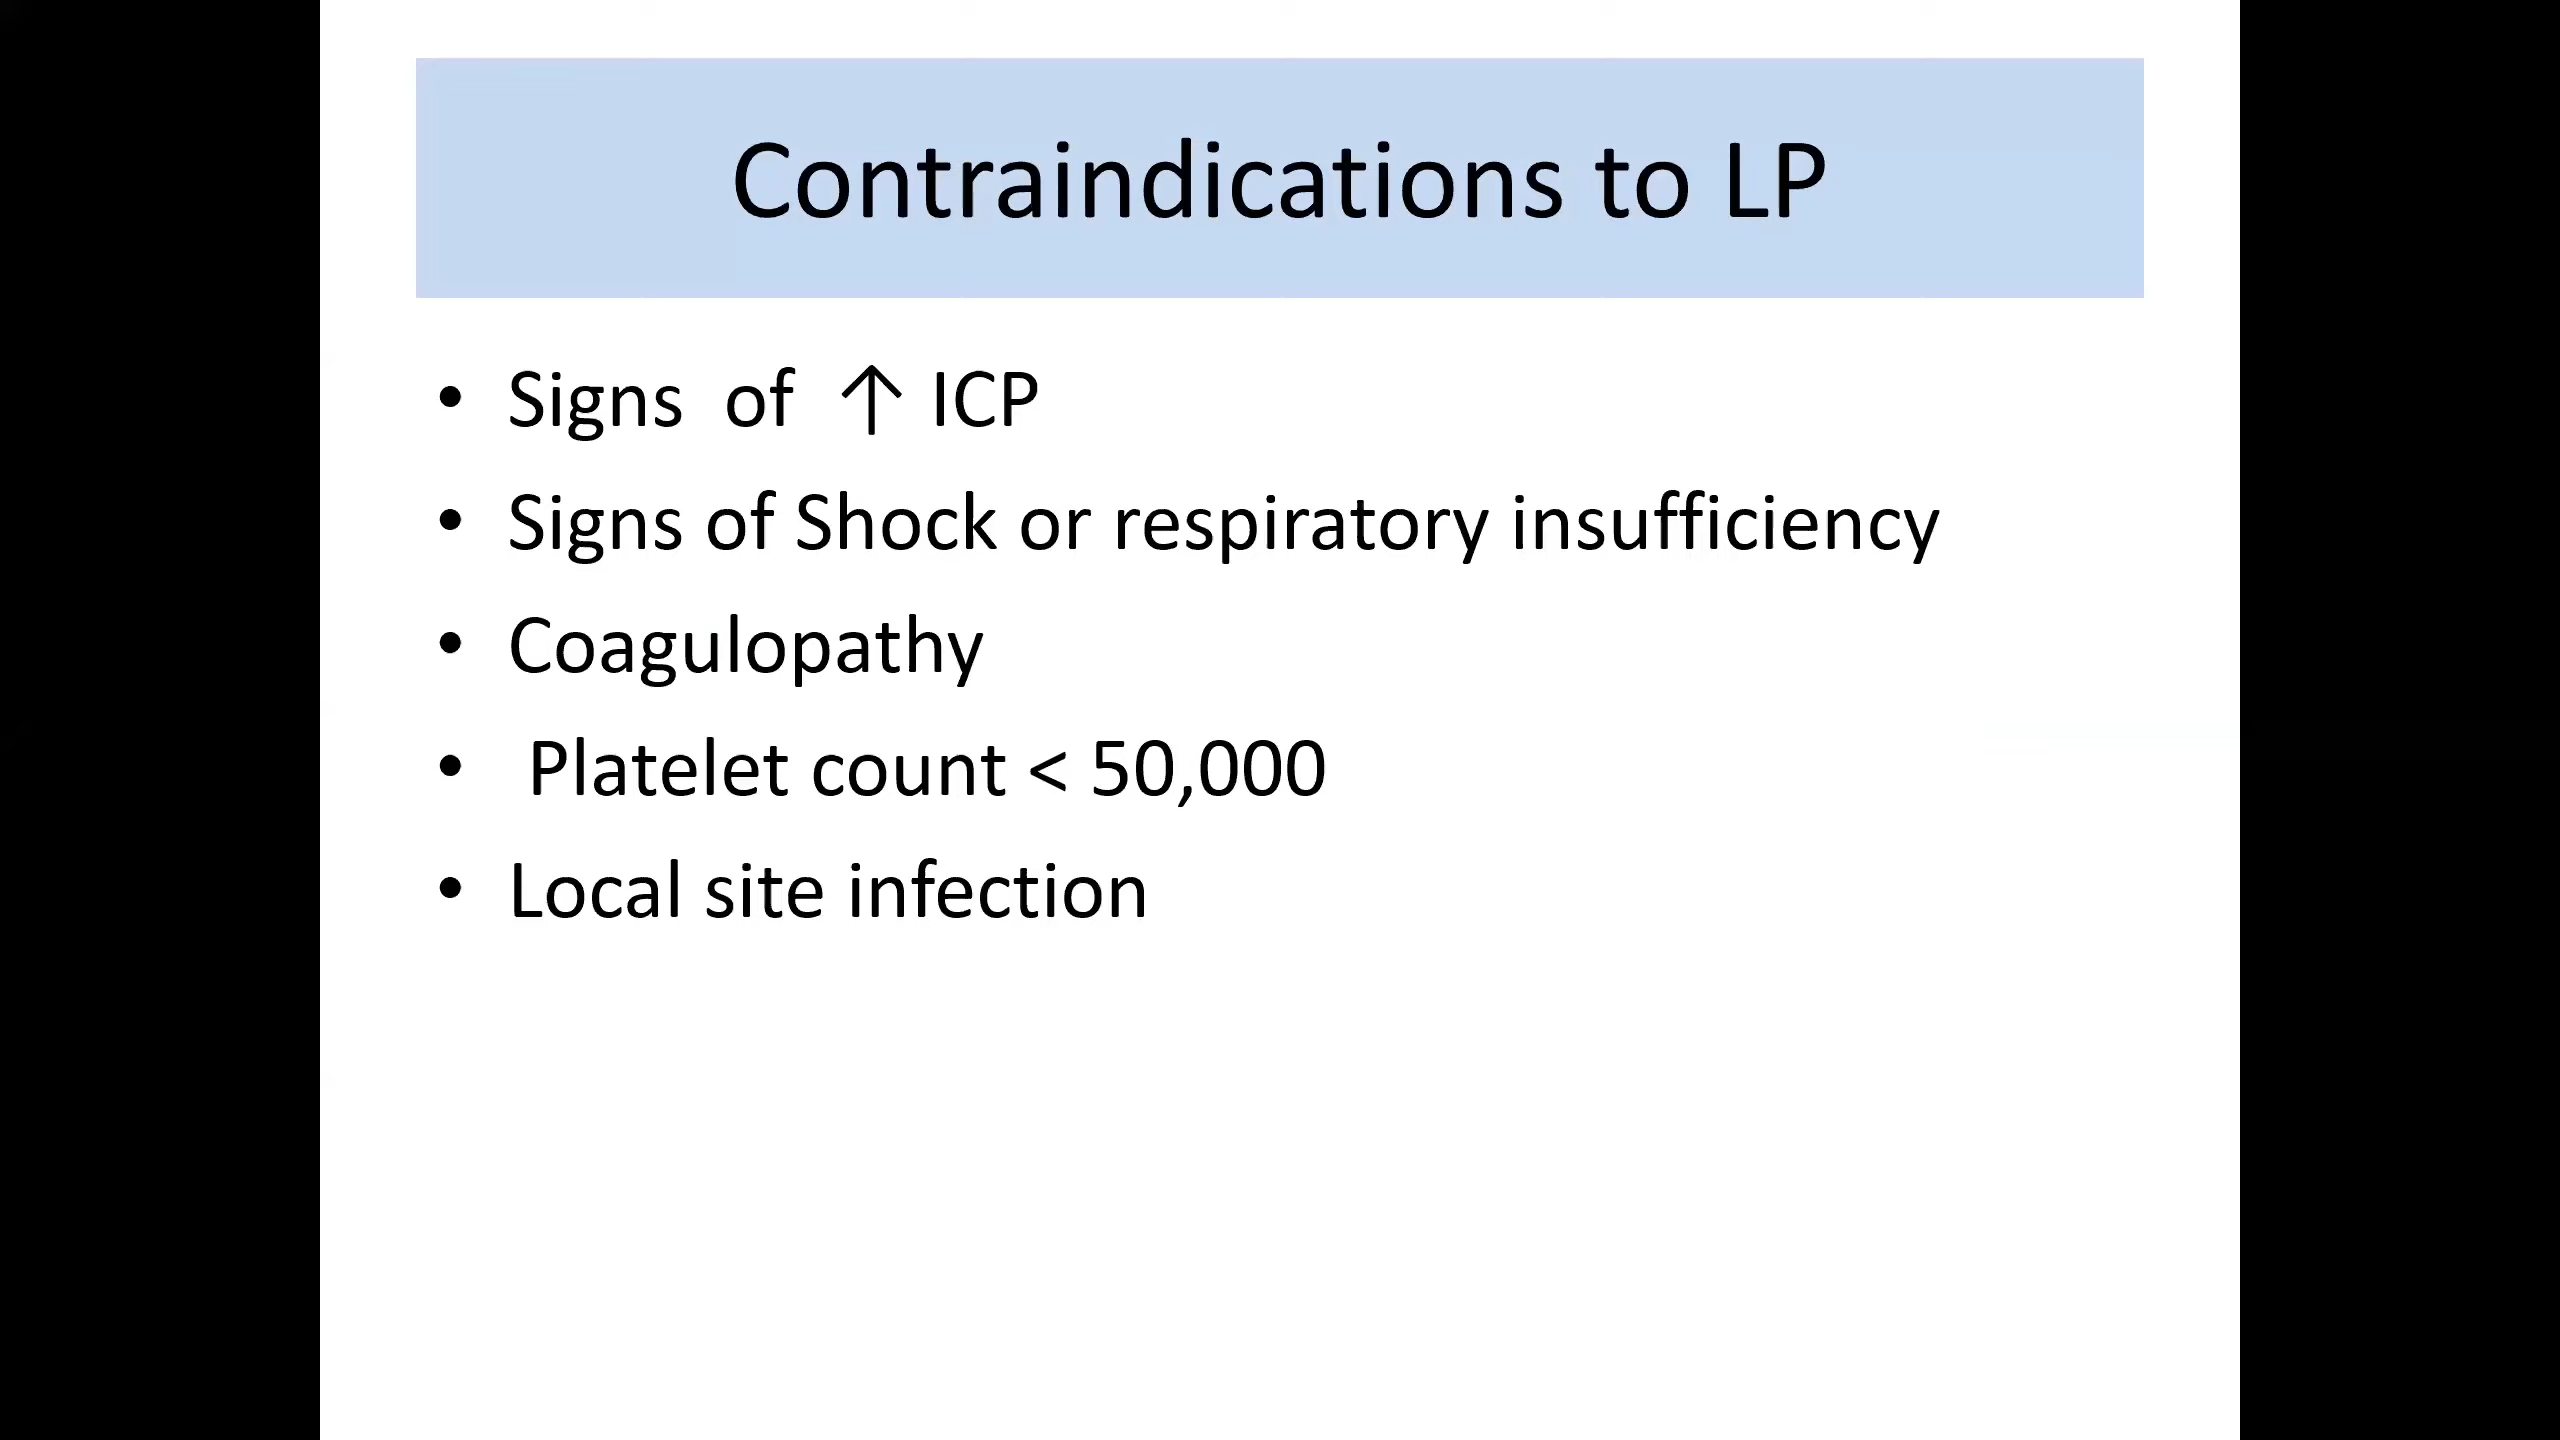 Contraindications to LP
• Signs of ↑ ICP
• Signs of Shock or respiratory insufficiency
• Coagulopathy
• Platelet count < 50,000
• Local site infection